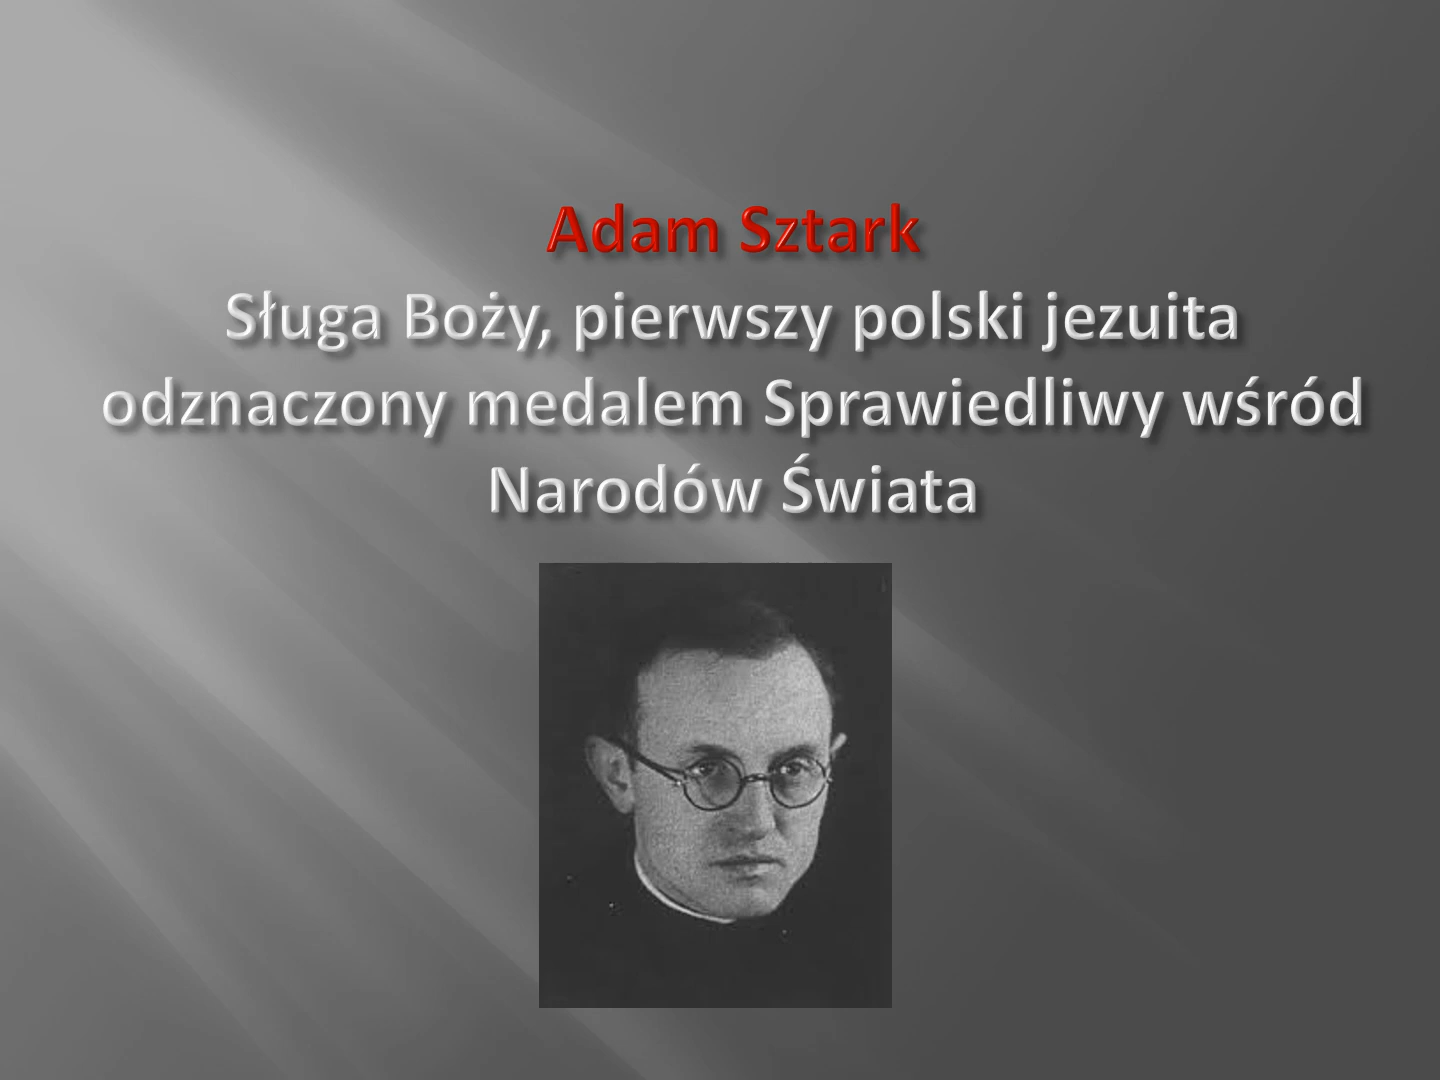 Adam Sztark
Sługa Boży, pierwszy polski jezuita
odznaczony medalem Sprawiedliwy wśród
Narodów Świata